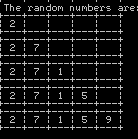 The random numbers are:
2
2 7
2 7 1
2 7 1 5
2 7 1 5 9